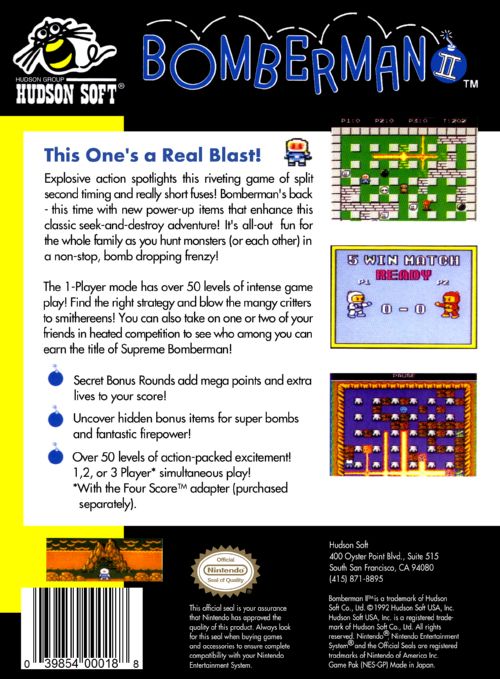 HUDSON GROUP
HUDSON SOFT®
BOMBERMAN II™
This One's a Real Blast!
Explosive action spotlights this riveting game of split
second timing and really short fuses! Bomberman's back
- this time with new power-up items that enhance this
classic seek-and-destroy adventure! It's all-out fun for
the whole family as you hunt monsters (or each other) in
a non-stop, bomb dropping frenzy!
The 1-Player mode has over 50 levels of intense game
play! Find the right strategy and blow the mangy critters
to smithereens! You can also take on one or two of your
friends in heated competition to see who among you can
earn the title of Supreme Bomberman!
Secret Bonus Rounds add mega points and extra
lives to your score!
Uncover hidden bonus items for super bombs
and fantastic firepower!
Over 50 levels of action-packed excitement!
1,2, or 3 Player* simultaneous play!
*With the Four Score™ adapter (purchased
separately).
P1:0 P2:0 P3:0 T:202
5 WIN MATCH
READY
P1 P2
0 - 0
PAUSE
Official
Nintendo
Seal of Quality
This official seal is your assurance
that Nintendo has approved the
quality of this product. Always look
for this seal when buying games
and accessories to ensure complete
compatibility with your Nintendo
Entertainment System.
Hudson Soft
400 Oyster Point Blvd., Suite 515
South San Francisco, CA 94080
(415) 871-8895
Bomberman II™ is a trademark of Hudson
Soft Co., Ltd. © 1992 Hudson Soft USA, Inc.
Hudson Soft USA, Inc. is a registered trade-
mark of Hudson Soft Co., Ltd. All rights
reserved. Nintendo®, Nintendo Entertainment
System® and the Official Seals are registered
trademarks of Nintendo of America Inc.
Game Pak (NES-GP) Made in Japan.
0 39854 00018 8